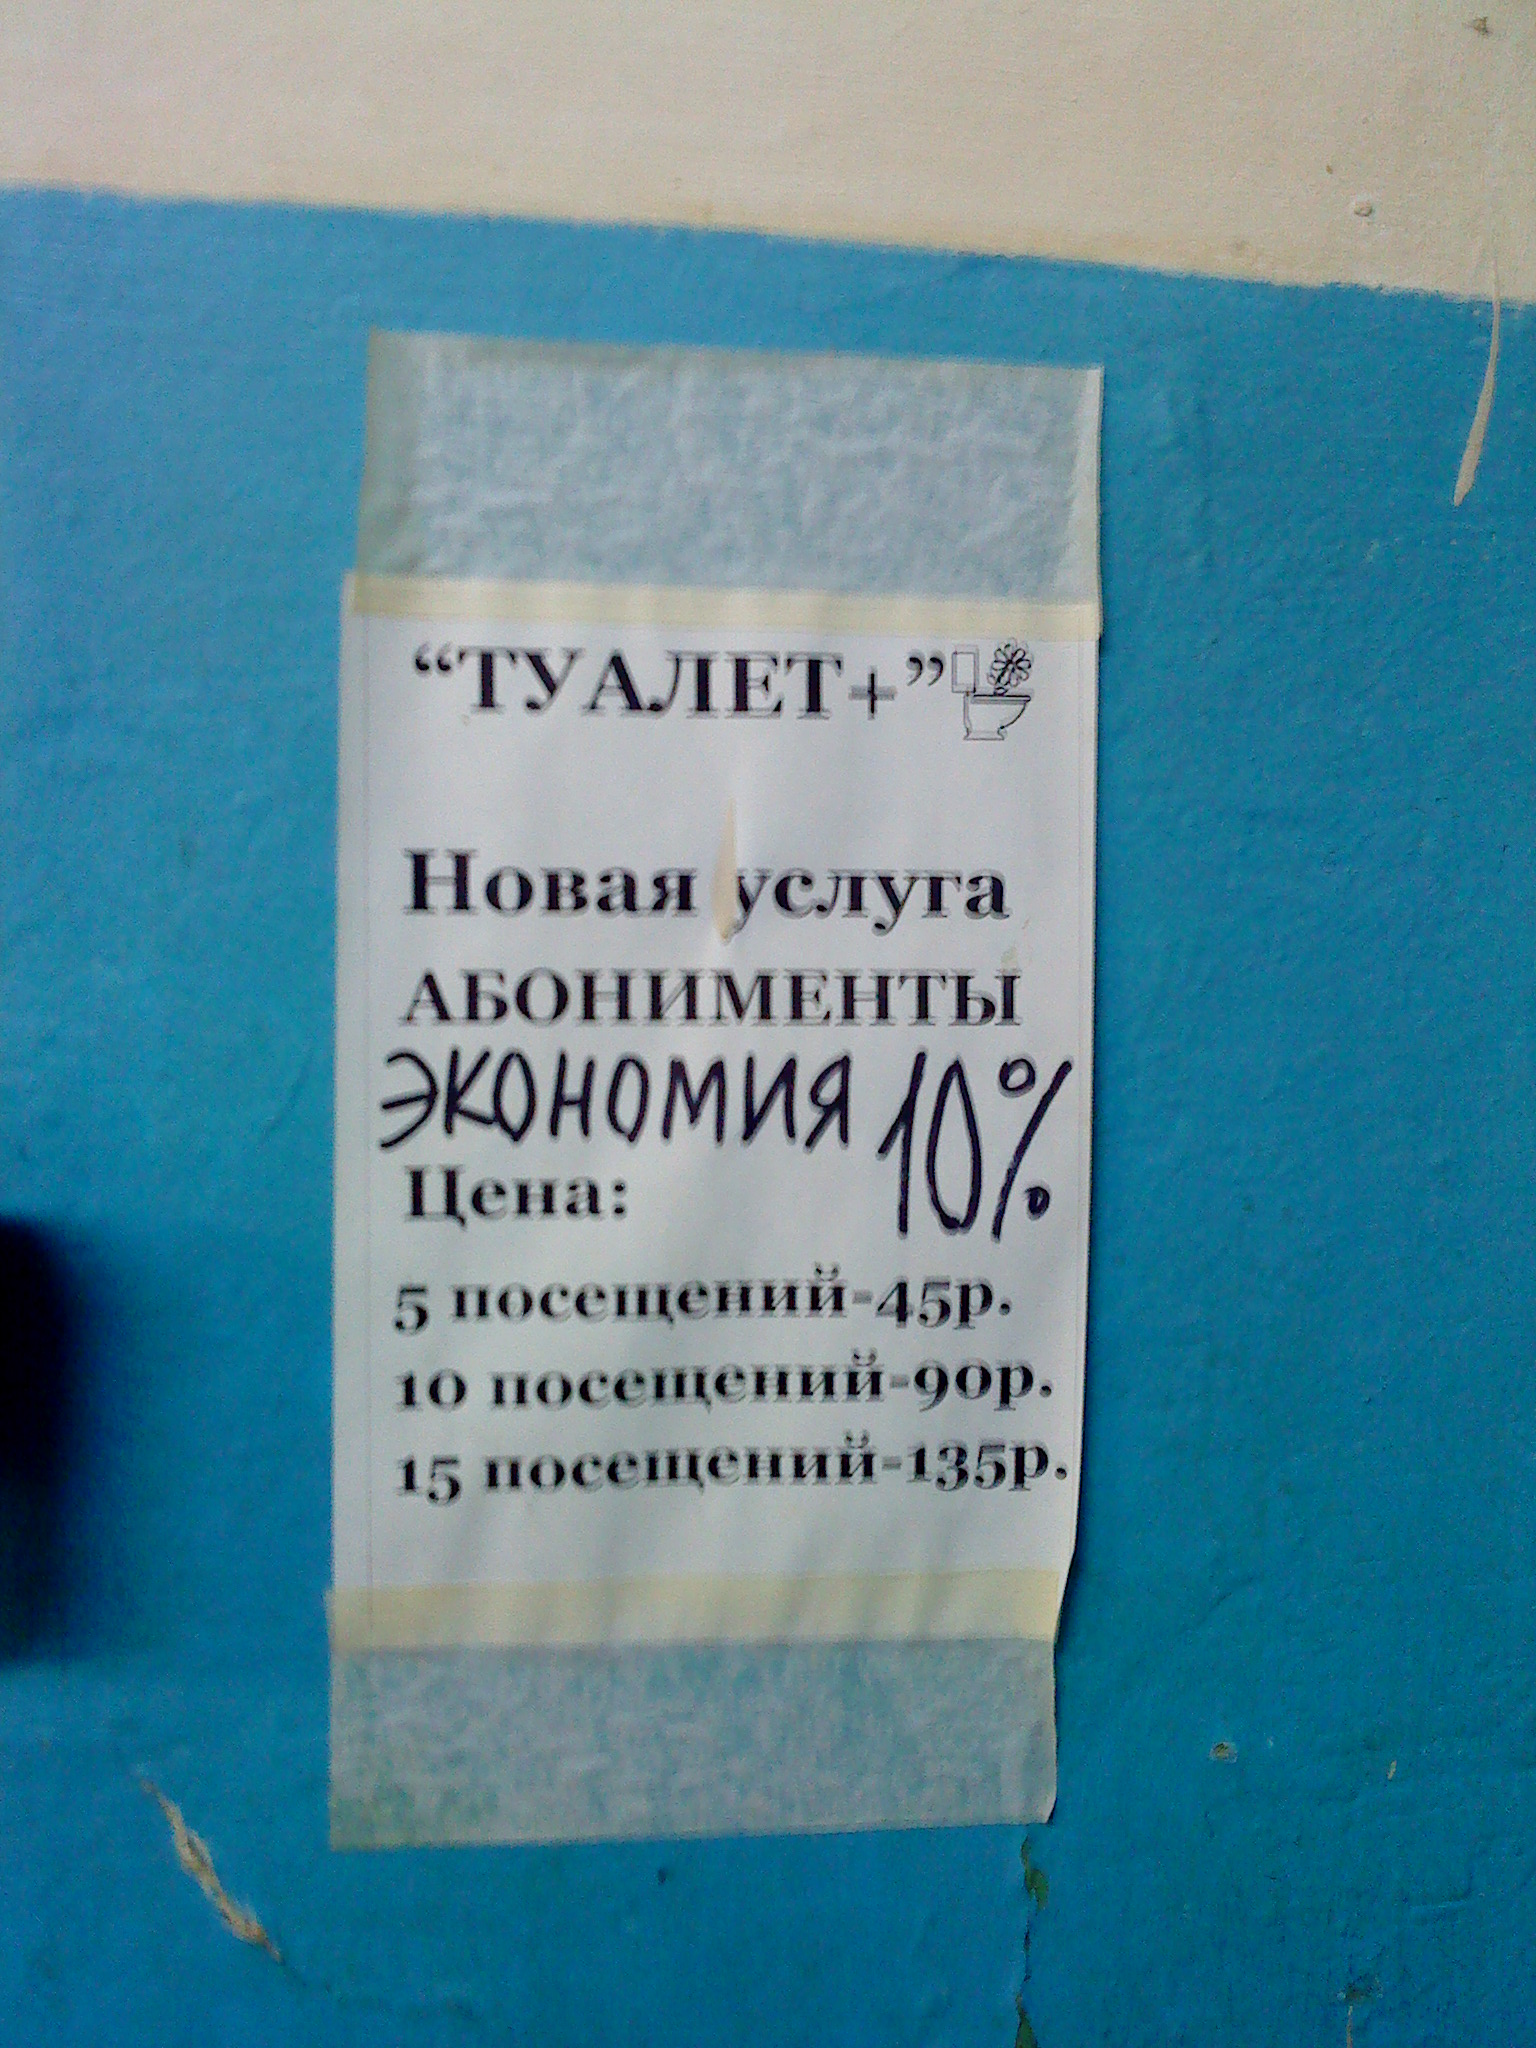 “ТУАЛЕТ+”
Новая услуга
АБОНИМЕНТЫ
ЭКОНОМИЯ 10%
Цена:
5 посещений-45р.
10 посещений-90р.
15 посещений-135р.